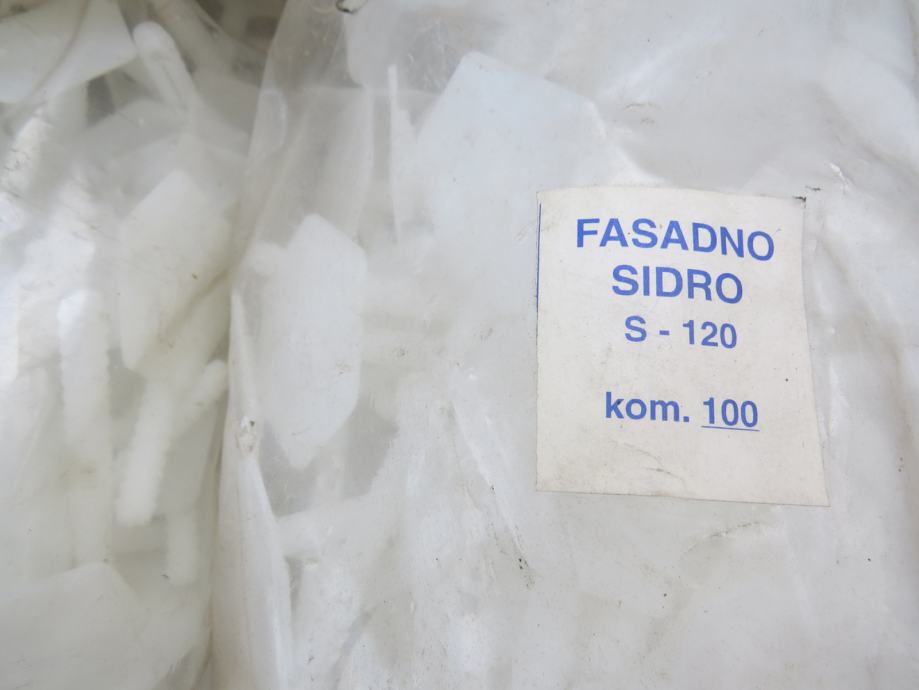 FASADNO
SIDRO
S - 120
kom. 100